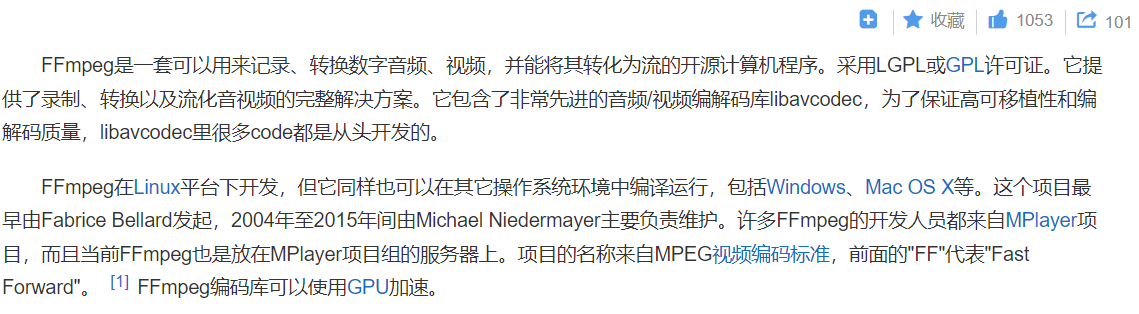 收藏 1053 101
FFmpeg是一套可以用来记录、转换数字音频、视频，并能将其转化为流的开源计算机程序。采用LGPL或GPL许可证。它提
供了录制、转换以及流化音视频的完整解决方案。它包含了非常先进的音频/视频编解码库libavcodec，为了保证高可移植性和编
解码质量，libavcodec里很多code都是从头开发的。
FFmpeg在Linux平台下开发，但它同样也可以在其它操作系统环境中编译运行，包括Windows、Mac OS X等。这个项目最
早由Fabrice Bellard发起，2004年至2015年间由Michael Niedermayer主要负责维护。许多FFmpeg的开发人员都来自MPlayer项
目，而且当前FFmpeg也是放在MPlayer项目组的服务器上。项目的名称来自MPEG视频编码标准，前面的"FF"代表"Fast
Forward"。 [1] FFmpeg编码库可以使用GPU加速。